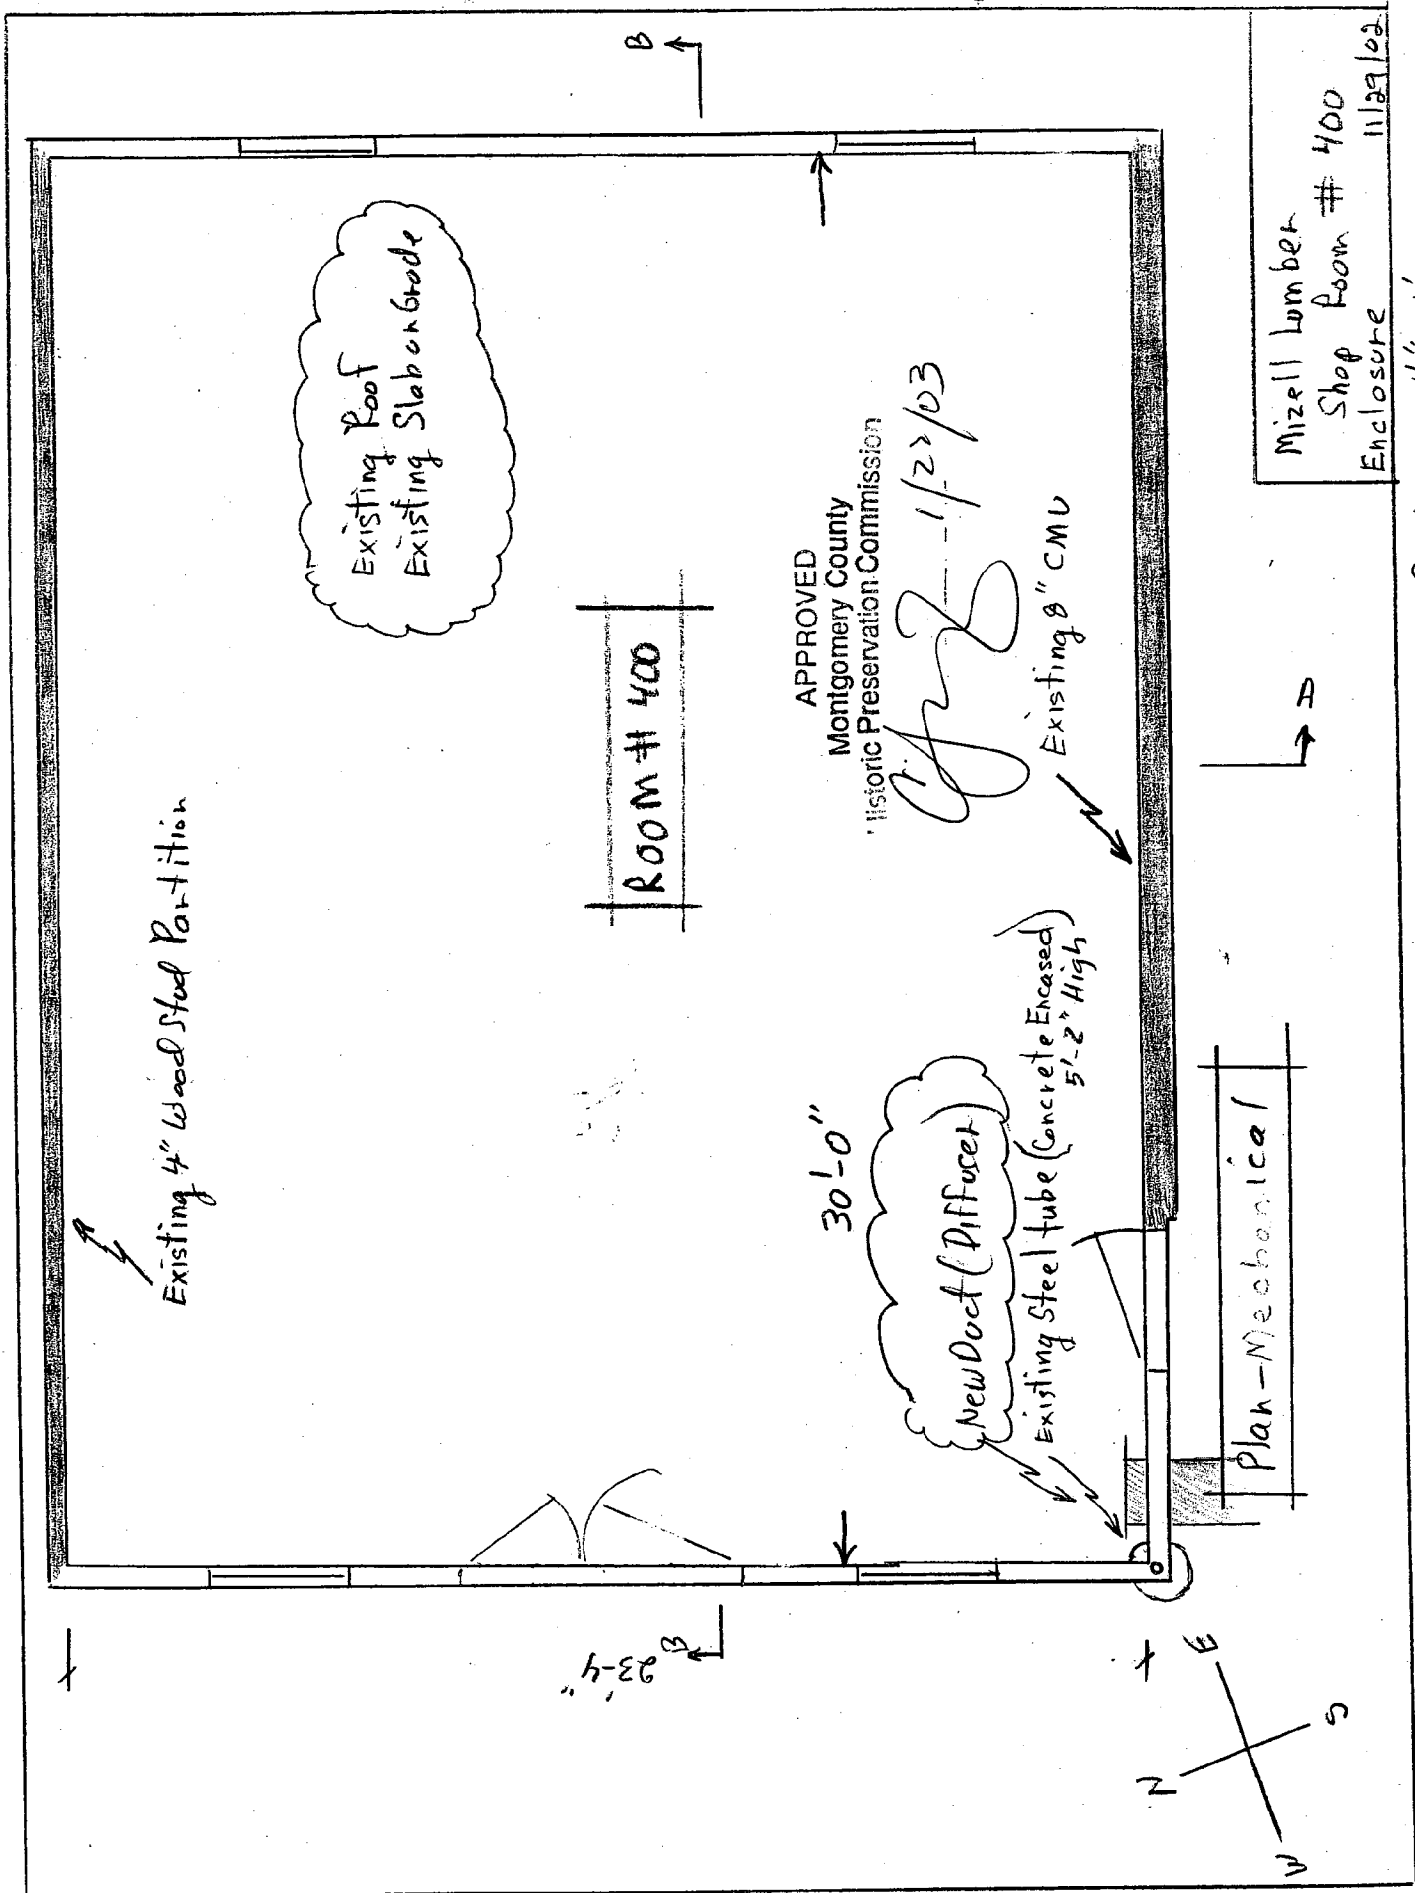 Existing 4" Wood Stud Partition
Existing Roof
Existing Slab on Grade
ROOM # 400
B
B
23'-4"
30'-0"
APPROVED
Montgomery County
Historic Preservation Commission
1/22/03
New Duct/Diffuser
Existing Steel tube (Concrete Encased)
5'-2" High
Existing 8" CMU
A
Plan-Mechanical
N
E
S
W
Mizell Lumber
Shop Room # 400
Enclosure 11/29/02